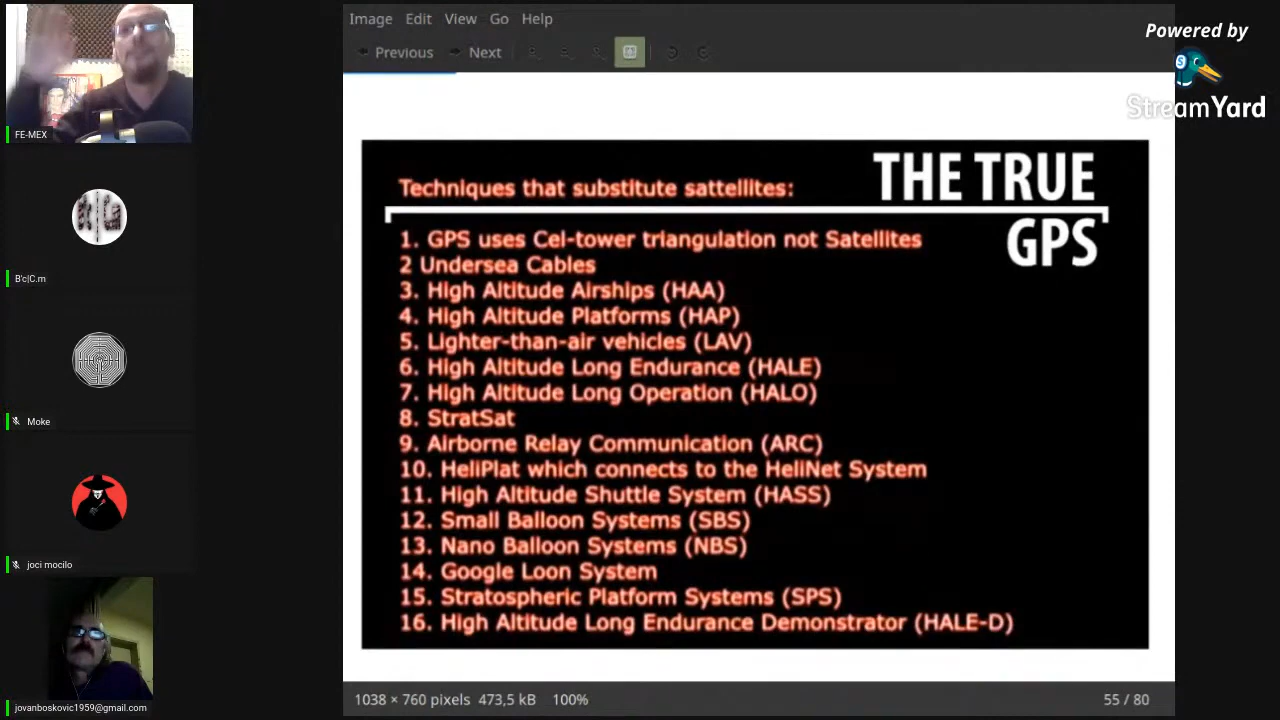 Image Edit View Go Help
Previous Next
Powered by
StreamYard
FE-MEX
B'c|C.m
Moke
joci mocilo
jovanboskovic1959@gmail.com
THE TRUE
GPS
Techniques that substitute sattellites:
1. GPS uses Cel-tower triangulation not Satellites
2 Undersea Cables
3. High Altitude Airships (HAA)
4. High Altitude Platforms (HAP)
5. Lighter-than-air vehicles (LAV)
6. High Altitude Long Endurance (HALE)
7. High Altitude Long Operation (HALO)
8. StratSat
9. Airborne Relay Communication (ARC)
10. HeliPlat which connects to the HeliNet System
11. High Altitude Shuttle System (HASS)
12. Small Balloon Systems (SBS)
13. Nano Balloon Systems (NBS)
14. Google Loon System
15. Stratospheric Platform Systems (SPS)
16. High Altitude Long Endurance Demonstrator (HALE-D)
1038 × 760 pixels 473,5 kB 100% 55 / 80